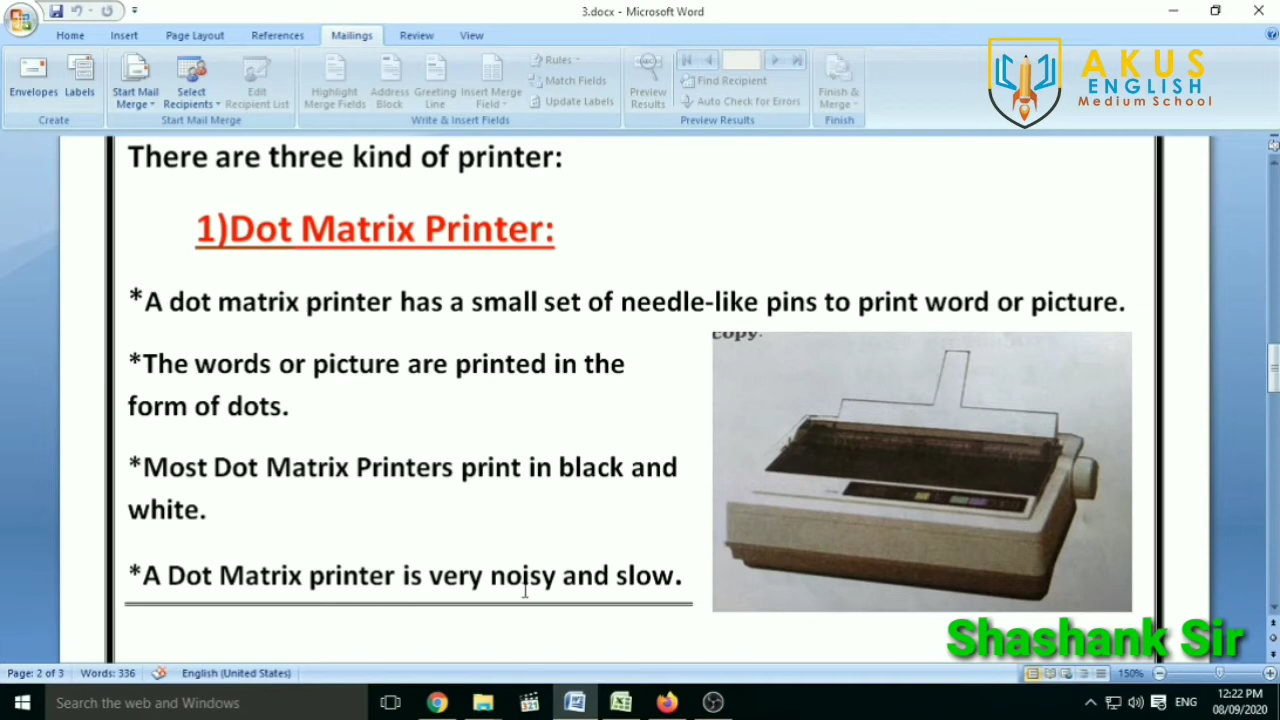 3.docx - Microsoft Word
Home Insert Page Layout References Mailings Review View
Envelopes Labels Start Mail Merge Select Recipients Edit Recipient List Highlight Merge Fields Address Block Greeting Line Insert Merge Field Rules Match Fields Update Labels Preview Results Find Recipient Auto Check for Errors Finish & Merge
Create Start Mail Merge Write & Insert Fields Preview Results Finish
AKUS
ENGLISH
Medium School
There are three kind of printer:
1)Dot Matrix Printer:
*A dot matrix printer has a small set of needle-like pins to print word or picture.
copy.
*The words or picture are printed in the
form of dots.
*Most Dot Matrix Printers print in black and
white.
*A Dot Matrix printer is very noisy and slow.
Shashank Sir
Page: 2 of 3 Words: 336 English (United States) 150%
Search the web and Windows ENG 12:22 PM
08/09/2020